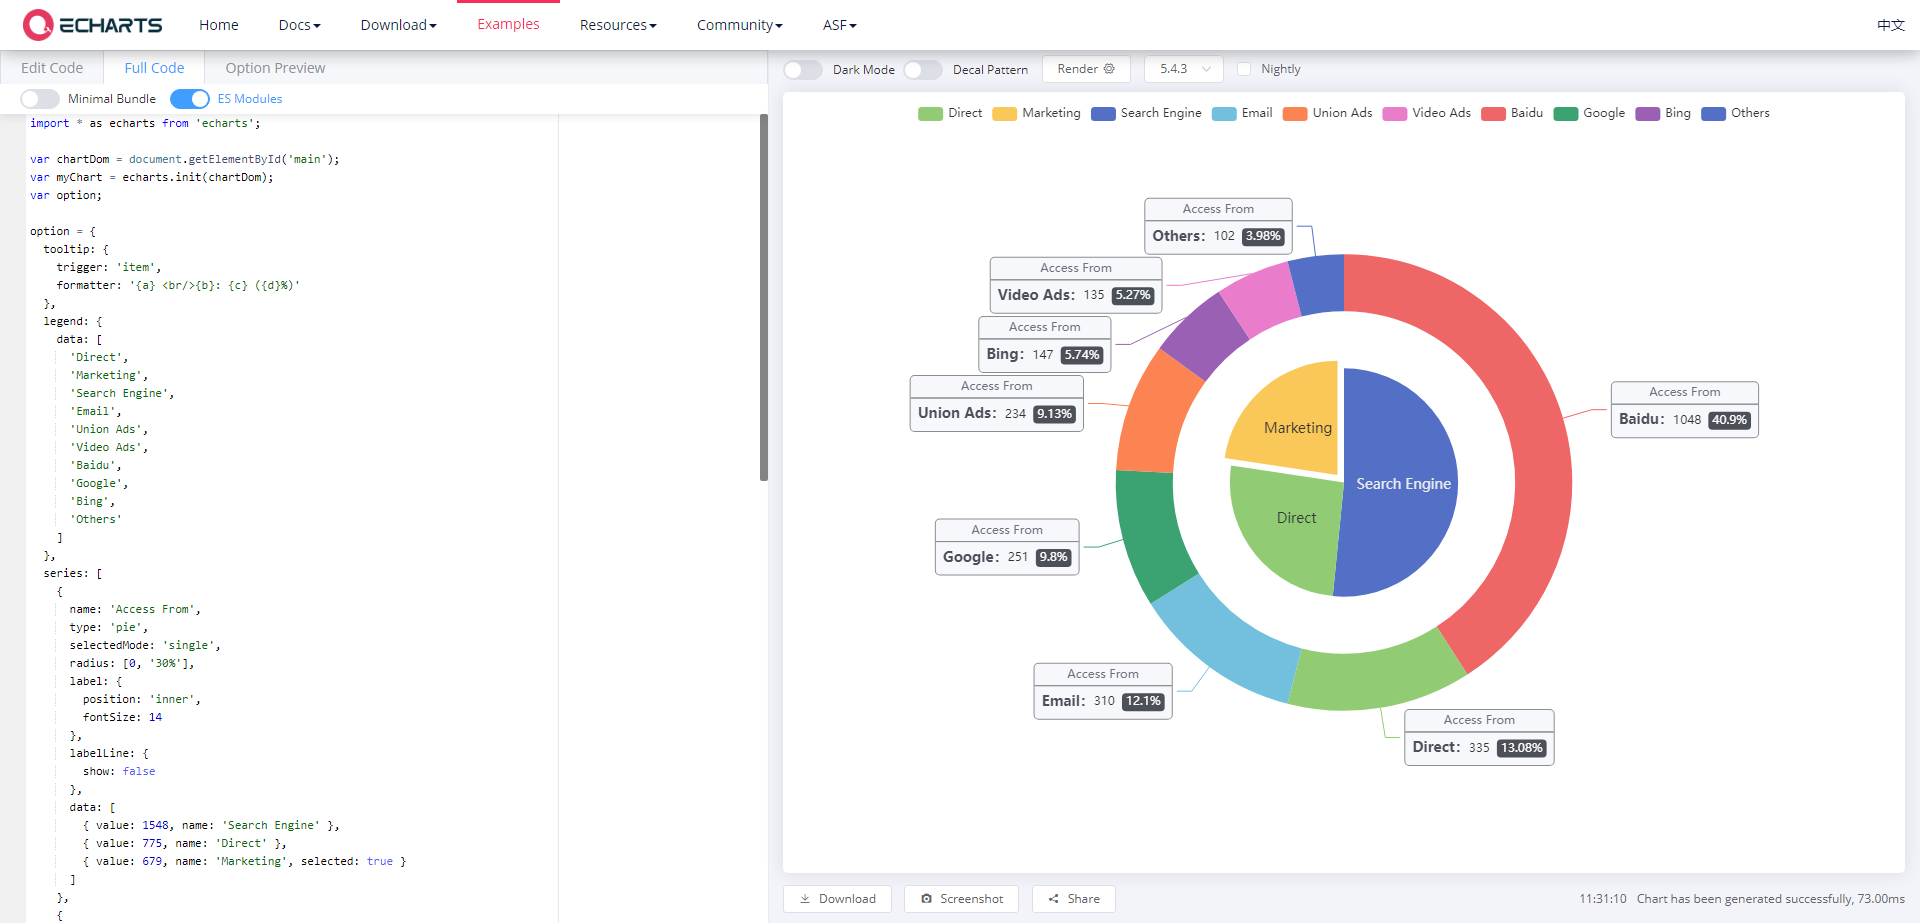 ECHARTS
Home
Docs
Download
Examples
Resources
Community
ASF
中文
Edit Code
Full Code
Option Preview
Minimal Bundle
ES Modules
import * as echarts from 'echarts';
var chartDom = document.getElementById('main');
var myChart = echarts.init(chartDom);
var option;
option = {
tooltip: {
trigger: 'item',
formatter: '{a} <br/>{b}: {c} ({d}%)'
},
legend: {
data: [
'Direct',
'Marketing',
'Search Engine',
'Email',
'Union Ads',
'Video Ads',
'Baidu',
'Google',
'Bing',
'Others'
]
},
series: [
{
name: 'Access From',
type: 'pie',
selectedMode: 'single',
radius: [0, '30%'],
label: {
position: 'inner',
fontSize: 14
},
labelLine: {
show: false
},
data: [
{ value: 1548, name: 'Search Engine' },
{ value: 775, name: 'Direct' },
{ value: 679, name: 'Marketing', selected: true }
]
},
{
Dark Mode
Decal Pattern
Render
5.4.3
Nightly
Direct
Marketing
Search Engine
Email
Union Ads
Video Ads
Baidu
Google
Bing
Others
Access From
Others: 102 3.98%
Access From
Video Ads: 135 5.27%
Access From
Bing: 147 5.74%
Access From
Union Ads: 234 9.13%
Access From
Baidu: 1048 40.9%
Marketing
Search Engine
Direct
Access From
Google: 251 9.8%
Access From
Email: 310 12.1%
Access From
Direct: 335 13.08%
Download
Screenshot
Share
11:31:10 Chart has been generated successfully, 73.00ms